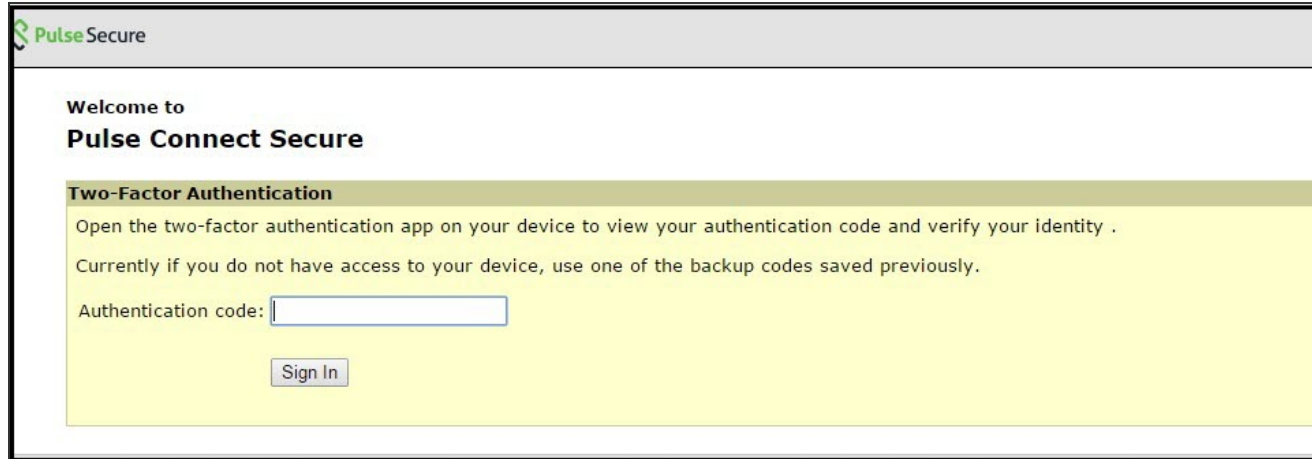 Pulse Secure
Welcome to
Pulse Connect Secure
Two-Factor Authentication
Open the two-factor authentication app on your device to view your authentication code and verify your identity .
Currently if you do not have access to your device, use one of the backup codes saved previously.
Authentication code:
Sign In